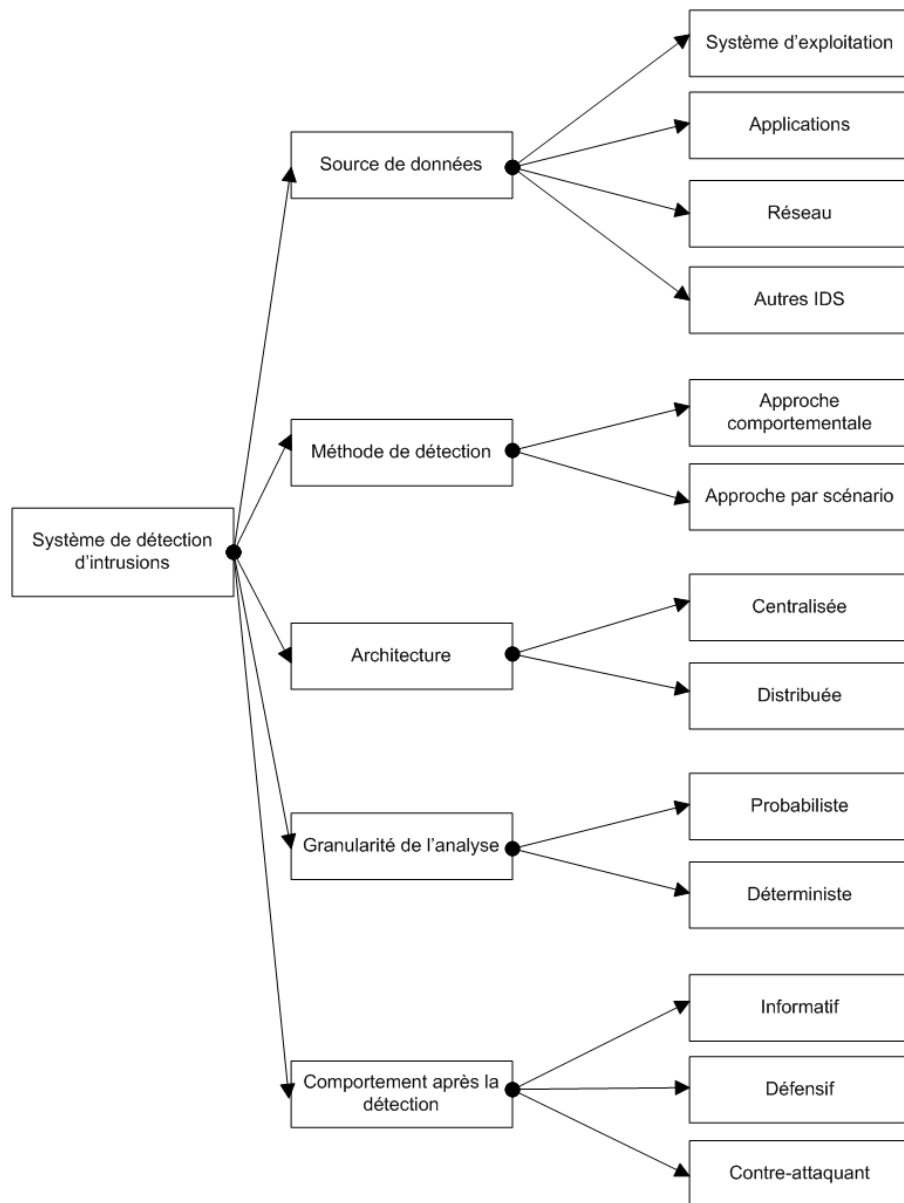 Système de détection
d'intrusions
Source de données
Système d'exploitation
Applications
Réseau
Autres IDS
Méthode de détection
Approche
comportementale
Approche par scénario
Architecture
Centralisée
Distribuée
Granularité de l'analyse
Probabiliste
Déterministe
Comportement après la
détection
Informatif
Défensif
Contre-attaquant